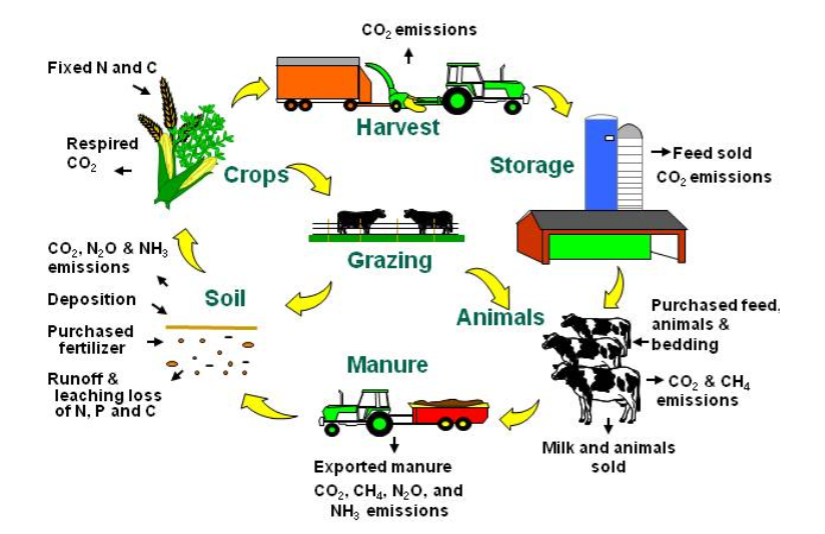 CO₂ emissions
Fixed N and C
Harvest
Respired
CO₂
Crops
Storage
Feed sold
CO₂ emissions
Grazing
CO₂, N₂O & NH₃
emissions
Deposition
Soil
Purchased
fertilizer
Runoff &
leaching loss
of N, P and C
Animals
Purchased feed,
animals &
bedding
CO₂ & CH₄
emissions
Milk and animals
sold
Manure
Exported manure
CO₂, CH₄, N₂O, and
NH₃ emissions